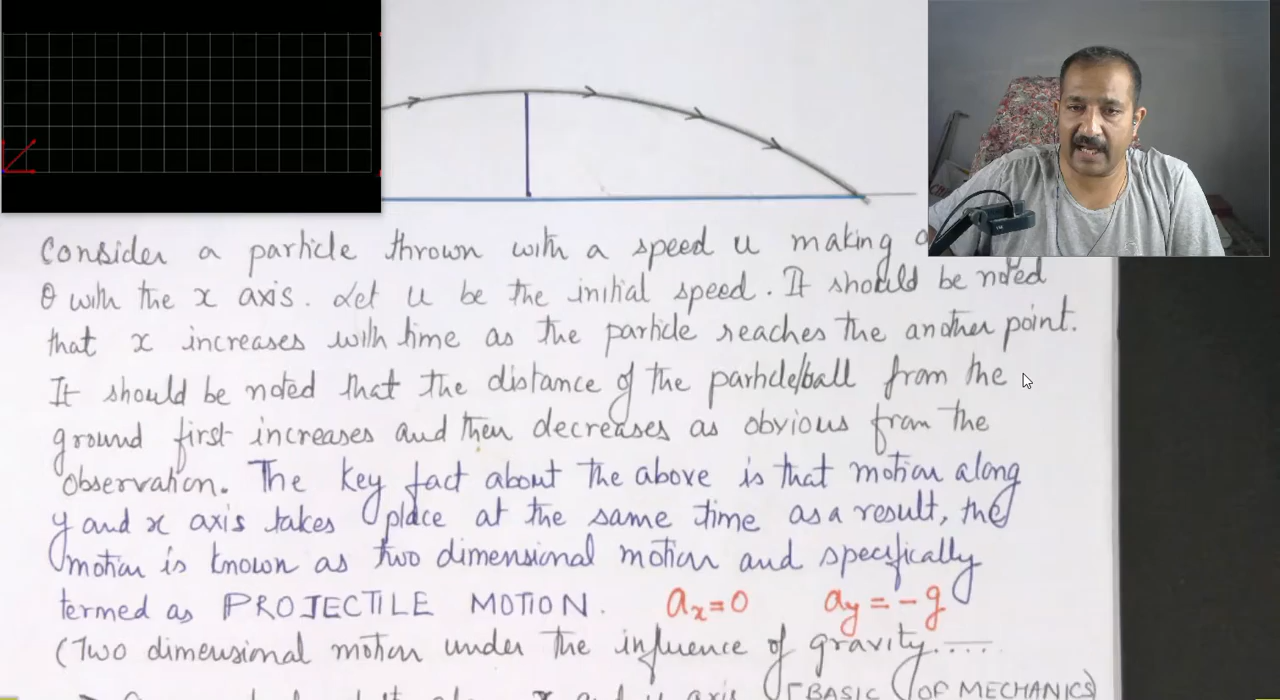 Consider a particle thrown with a speed u making
θ with the x axis. Let u be the initial speed. It should be noted
that x increases with time as the particle reaches the another point.
It should be noted that the distance of the particle/ball from the
ground first increases and then decreases as obvious from the
observation. The key fact about the above is that motion along
y and x axis takes place at the same time as a result, the
motion is known as two dimensional motion and specifically
termed as PROJECTILE MOTION. ax=0 ay=-g
(Two dimensional motion under the influence of gravity.....
x and y axis [BASIC OF MECHANICS]